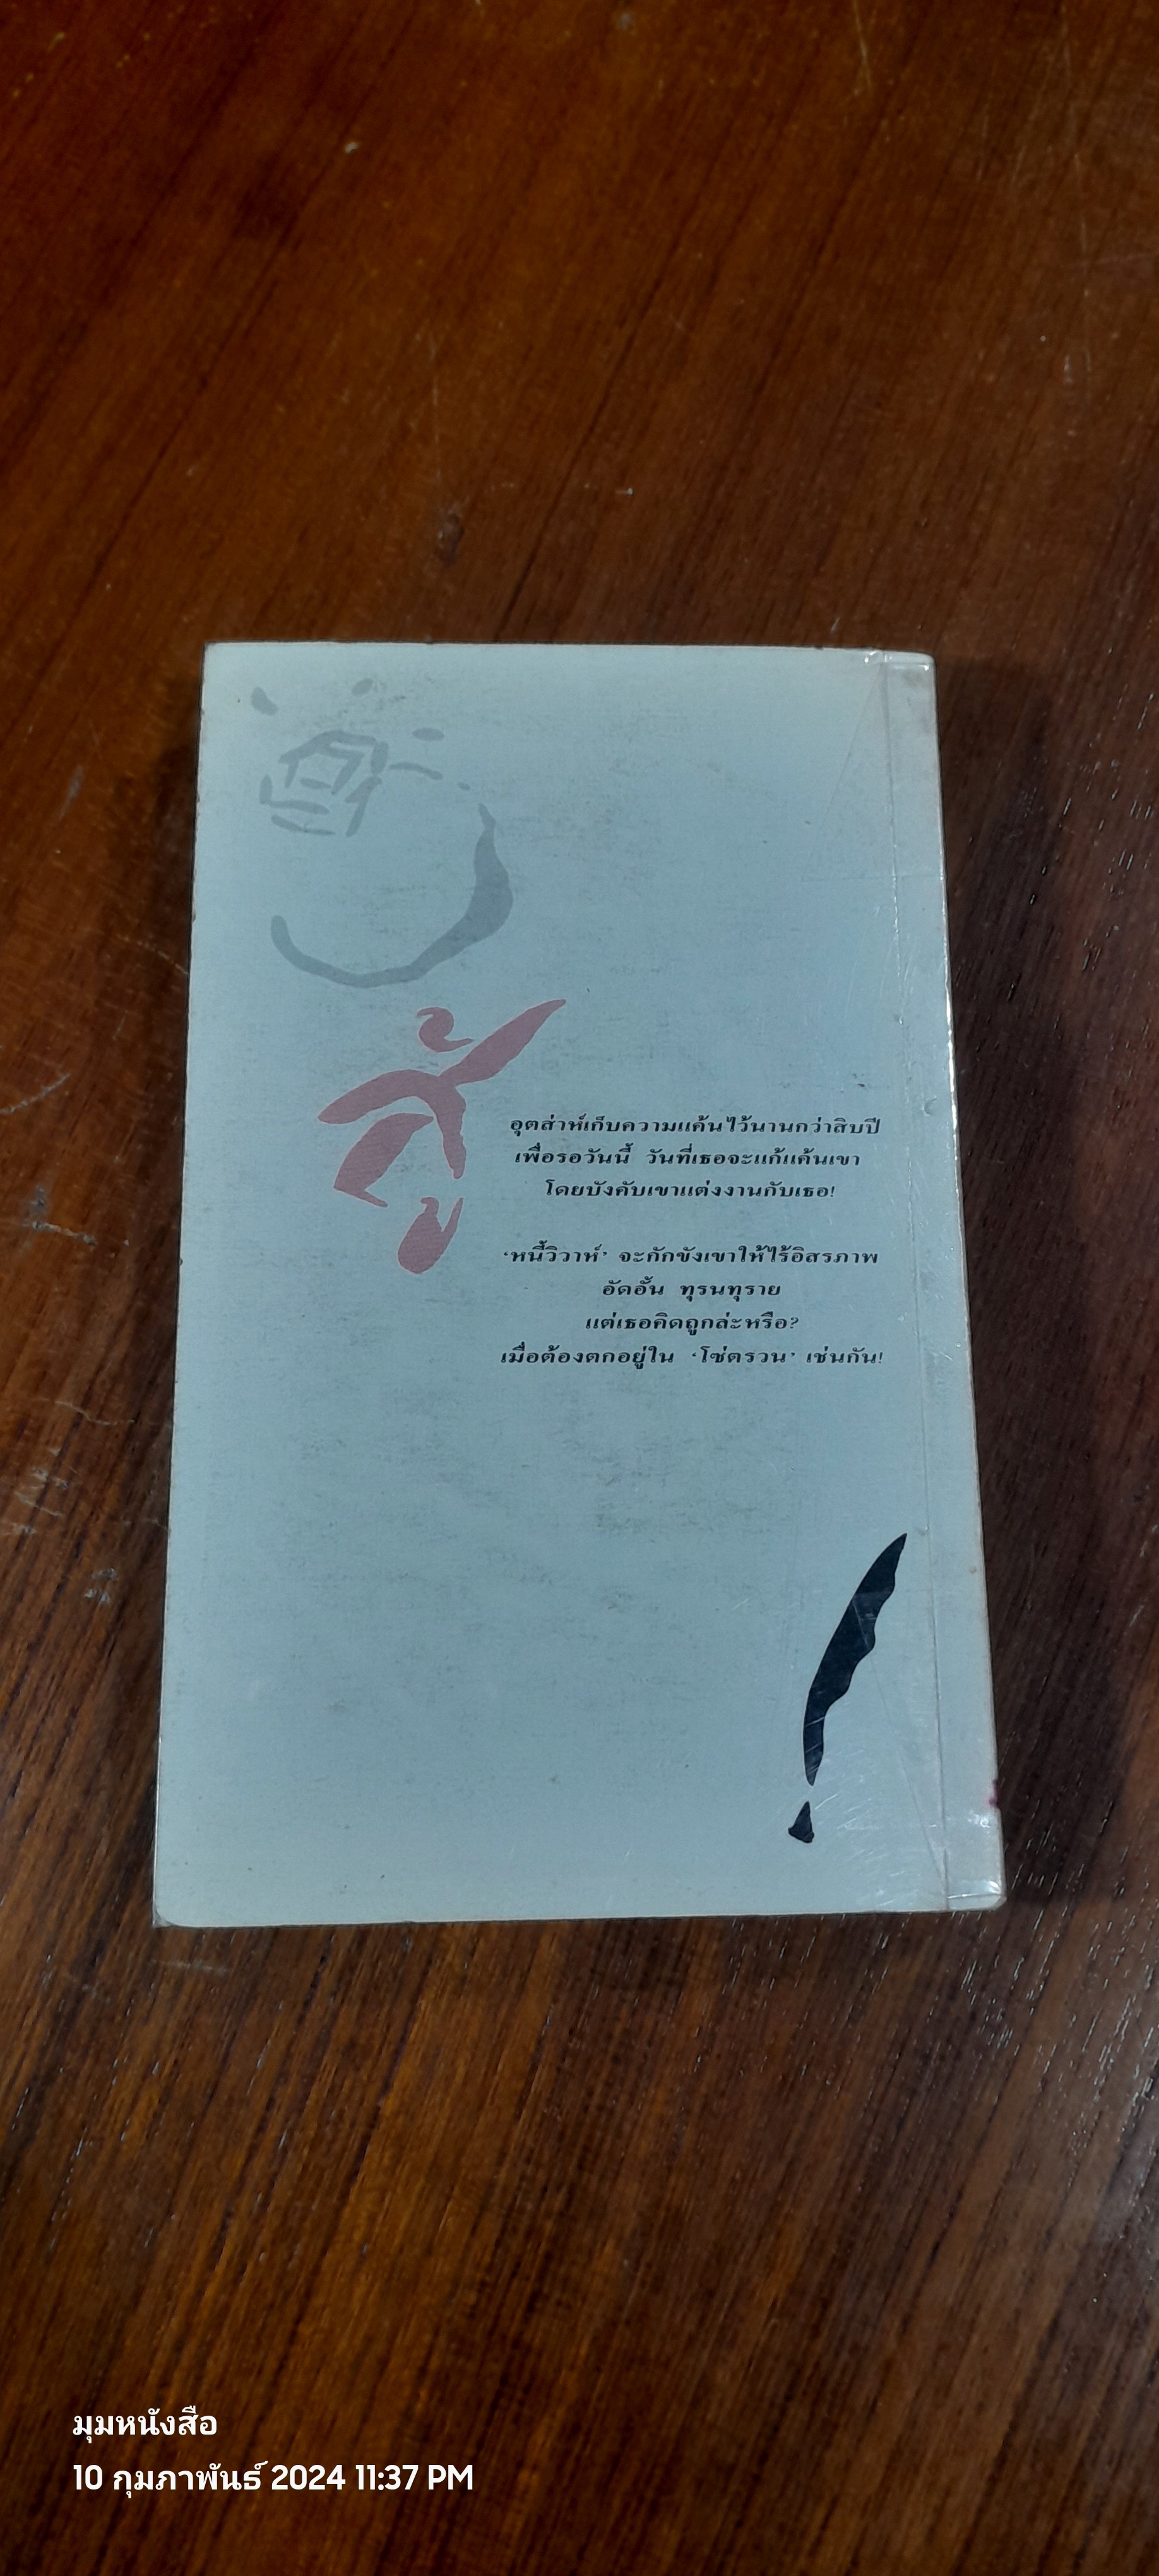 สู้
อุตส่าห์เก็บความแค้นไว้นานกว่าสิบปี
เพื่อรอวันนี้ วันที่เธอจะแก้แค้นเขา
โดยบังคับเขาแต่งงานกับเธอ!
‘หนี้วิวาห์’ จะกักขังเขาให้ไร้อิสรภาพ
อัดอั้น ทุรนทุราย
แต่เธอคิดถูกล่ะหรือ?
เมื่อต้องตกอยู่ใน ‘โซ่ตรวน’ เช่นกัน!
มุมหนังสือ
10 กุมภาพันธ์ 2024 11:37 PM